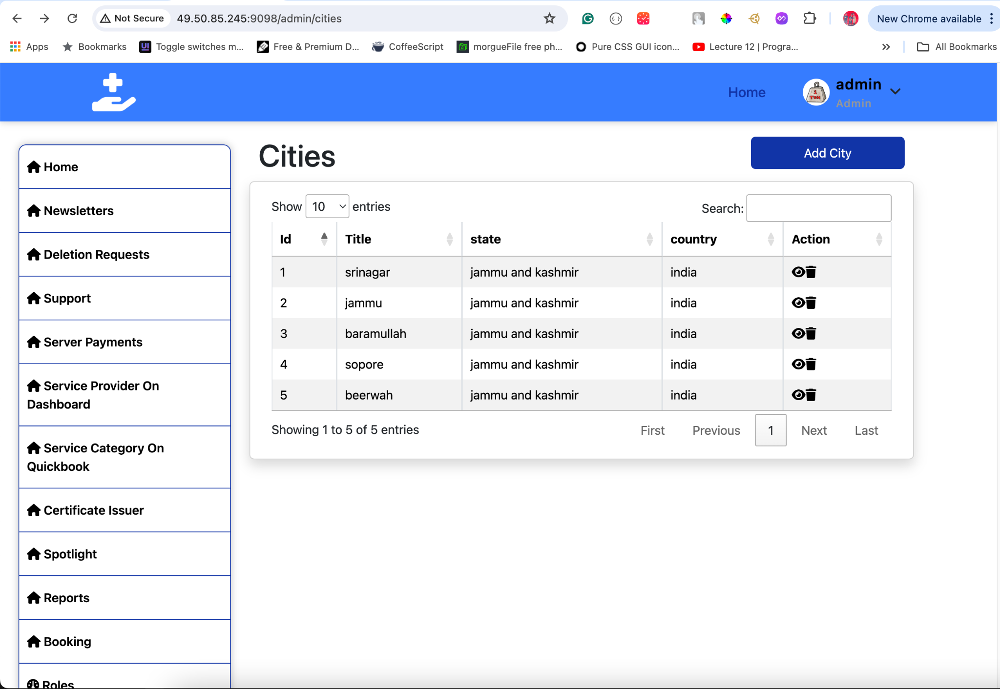 Not Secure 49.50.85.245:9098/admin/cities New Chrome available
Apps Bookmarks UI Toggle switches m... Free & Premium D... CoffeeScript morgueFile free ph... Pure CSS GUI icon... Lecture 12 | Progra... All Bookmarks
Home 1 TON admin
Admin
Home
Newsletters
Deletion Requests
Support
Server Payments
Service Provider On
Dashboard
Service Category On
Quickbook
Certificate Issuer
Spotlight
Reports
Booking
Roles
Cities Add City
Show 10 entries Search:
Id Title state country Action
1 srinagar jammu and kashmir india
2 jammu jammu and kashmir india
3 baramullah jammu and kashmir india
4 sopore jammu and kashmir india
5 beerwah jammu and kashmir india
Showing 1 to 5 of 5 entries First Previous 1 Next Last